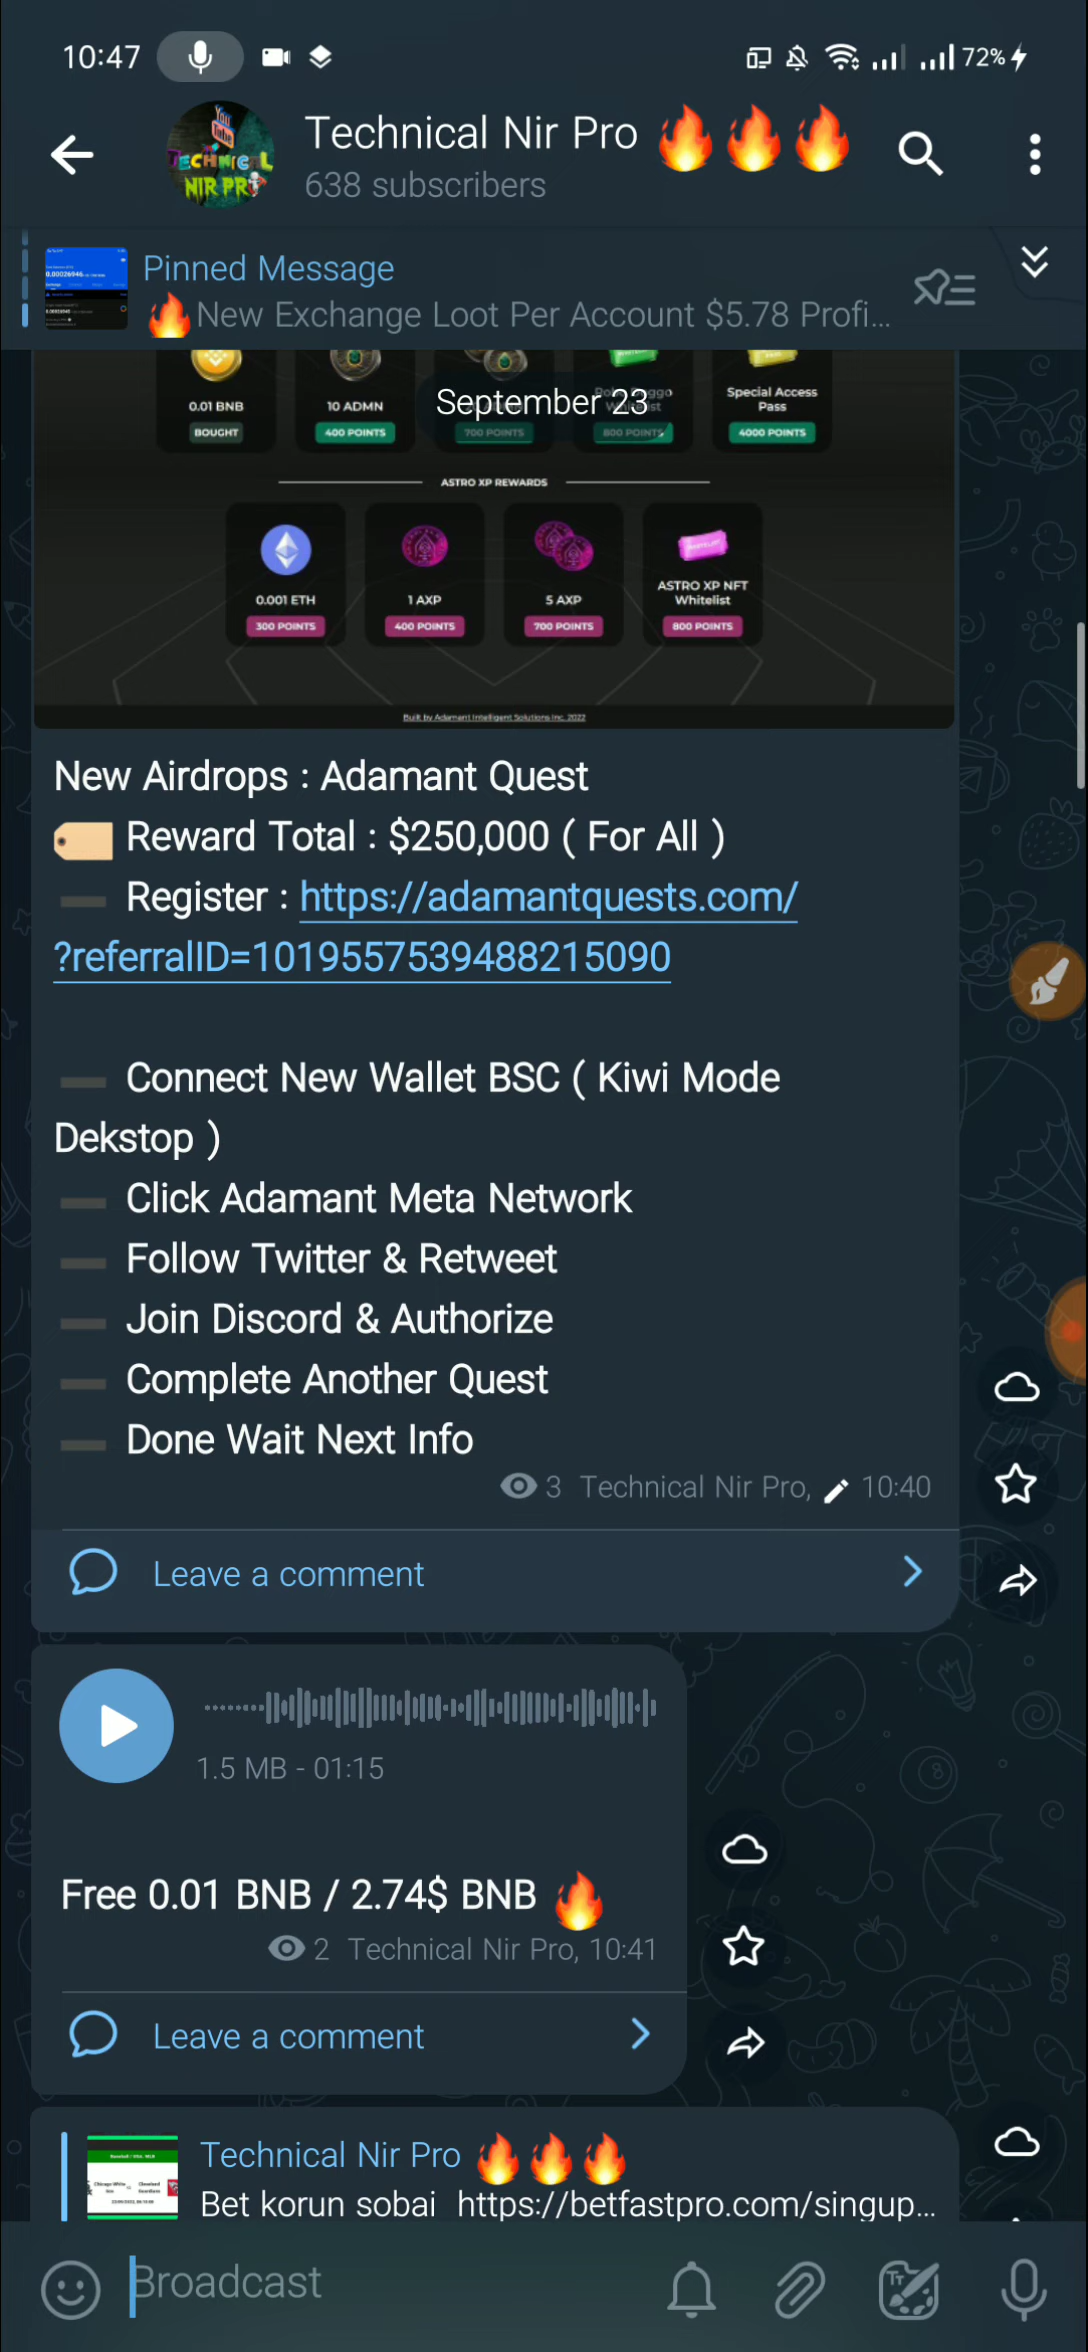 10:47
72%
Technical Nir Pro 🔥🔥🔥
638 subscribers
Pinned Message
🔥New Exchange Loot Per Account $5.78 Profi...
September 23
0.01 BNB
10 ADMN
Special Access
Pass
BOUGHT
400 POINTS
700 POINTS
800 POINTS
4000 POINTS
ASTRO XP REWARDS
0.001 ETH
1 AXP
5 AXP
ASTRO XP NFT
Whitelist
300 POINTS
400 POINTS
700 POINTS
800 POINTS
Built by Adamant Intelligent Solutions Inc. 2022
New Airdrops : Adamant Quest
🏷 Reward Total : $250,000 ( For All )
➖ Register : https://adamantquests.com/
?referralID=1019557539488215090
➖ Connect New Wallet BSC ( Kiwi Mode
Dekstop )
➖ Click Adamant Meta Network
➖ Follow Twitter & Retweet
➖ Join Discord & Authorize
➖ Complete Another Quest
➖ Done Wait Next Info
3 Technical Nir Pro, 10:40
Leave a comment
1.5 MB - 01:15
Free 0.01 BNB / 2.74$ BNB 🔥
2 Technical Nir Pro, 10:41
Leave a comment
Technical Nir Pro 🔥🔥🔥
Bet korun sobai https://betfastpro.com/singup...
Broadcast